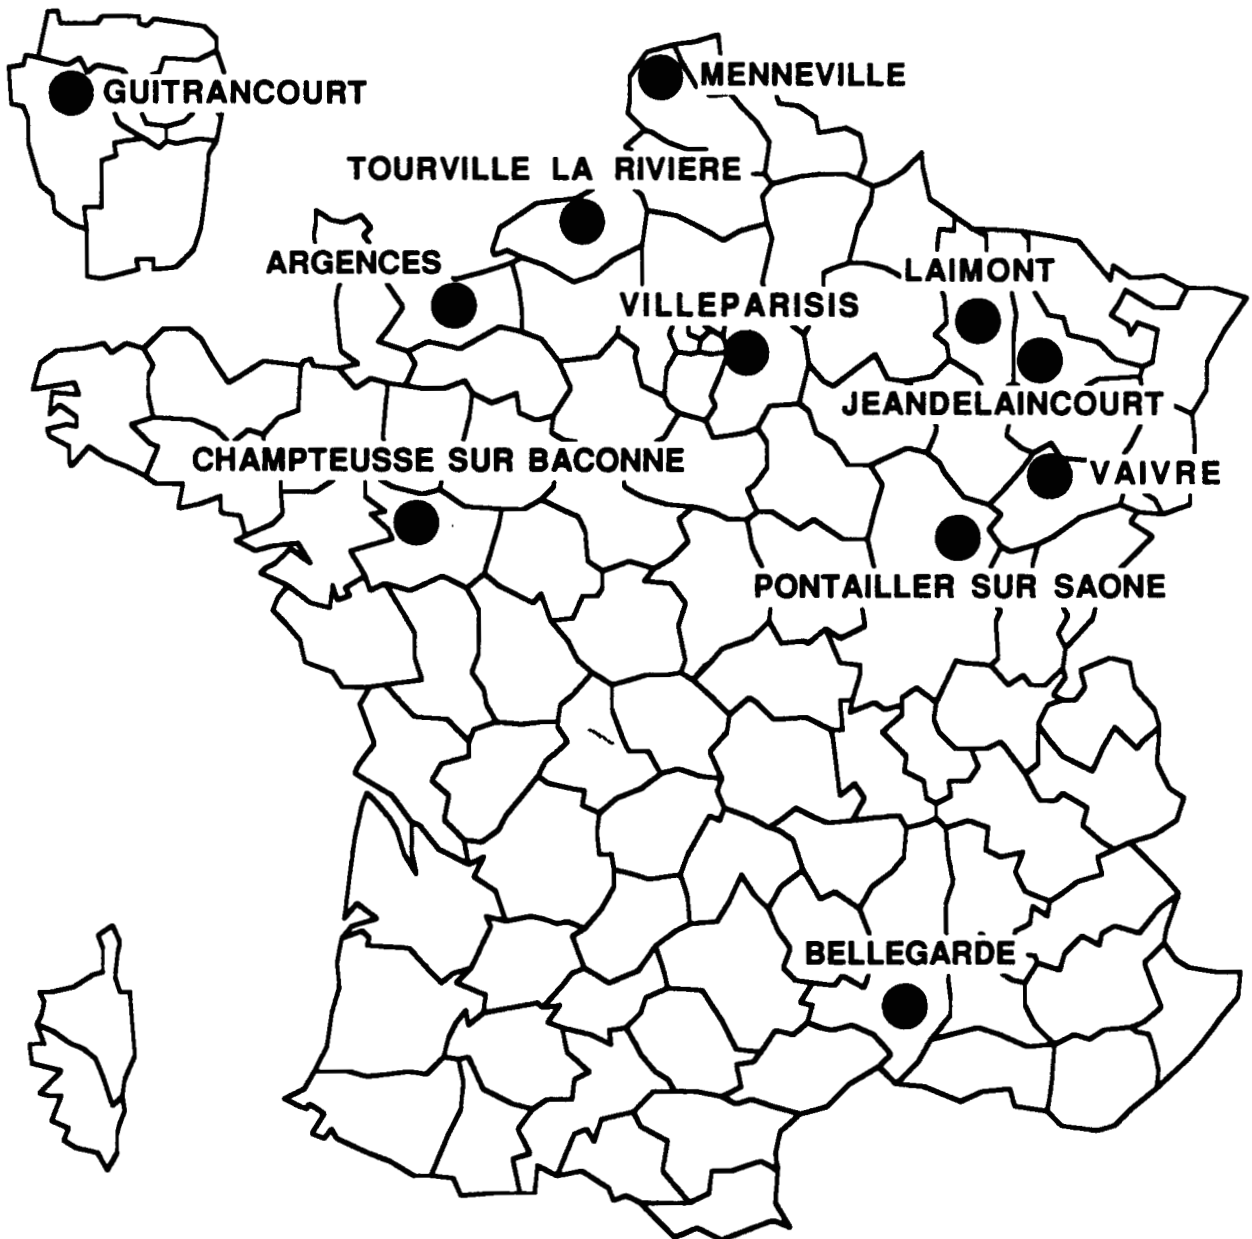 MENNEVILLE
GUITRANCOURT
TOURVILLE LA RIVIERE
ARGENCES
LAIMONT
VILLEPARISIS
JEANDELAINCOURT
CHAMPTEUSSE SUR BACONNE
VAIVRE
PONTAILLER SUR SAONE
BELLEGARDE